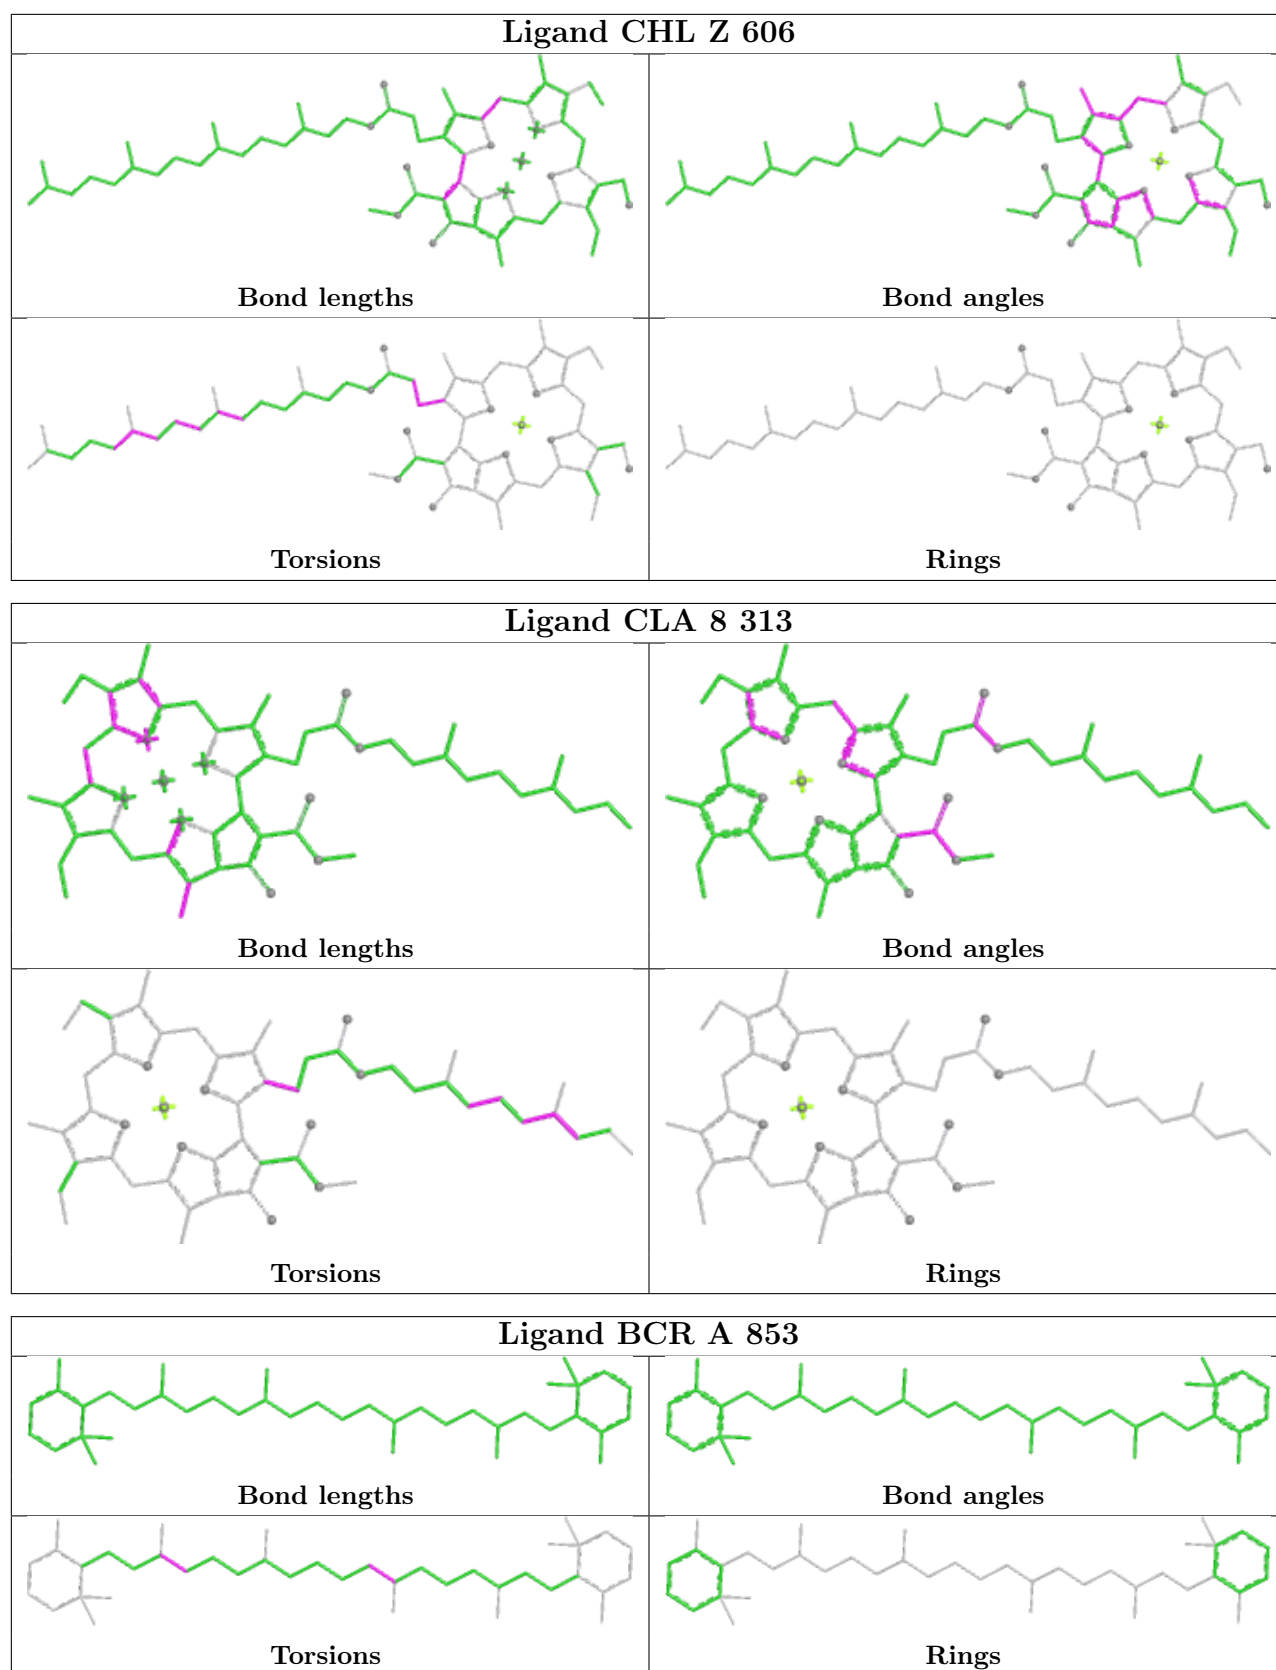 Ligand CHL Z 606
Bond lengths
Bond angles
Torsions
Rings
Ligand CLA 8 313
Bond lengths
Bond angles
Torsions
Rings
Ligand BCR A 853
Bond lengths
Bond angles
Torsions
Rings